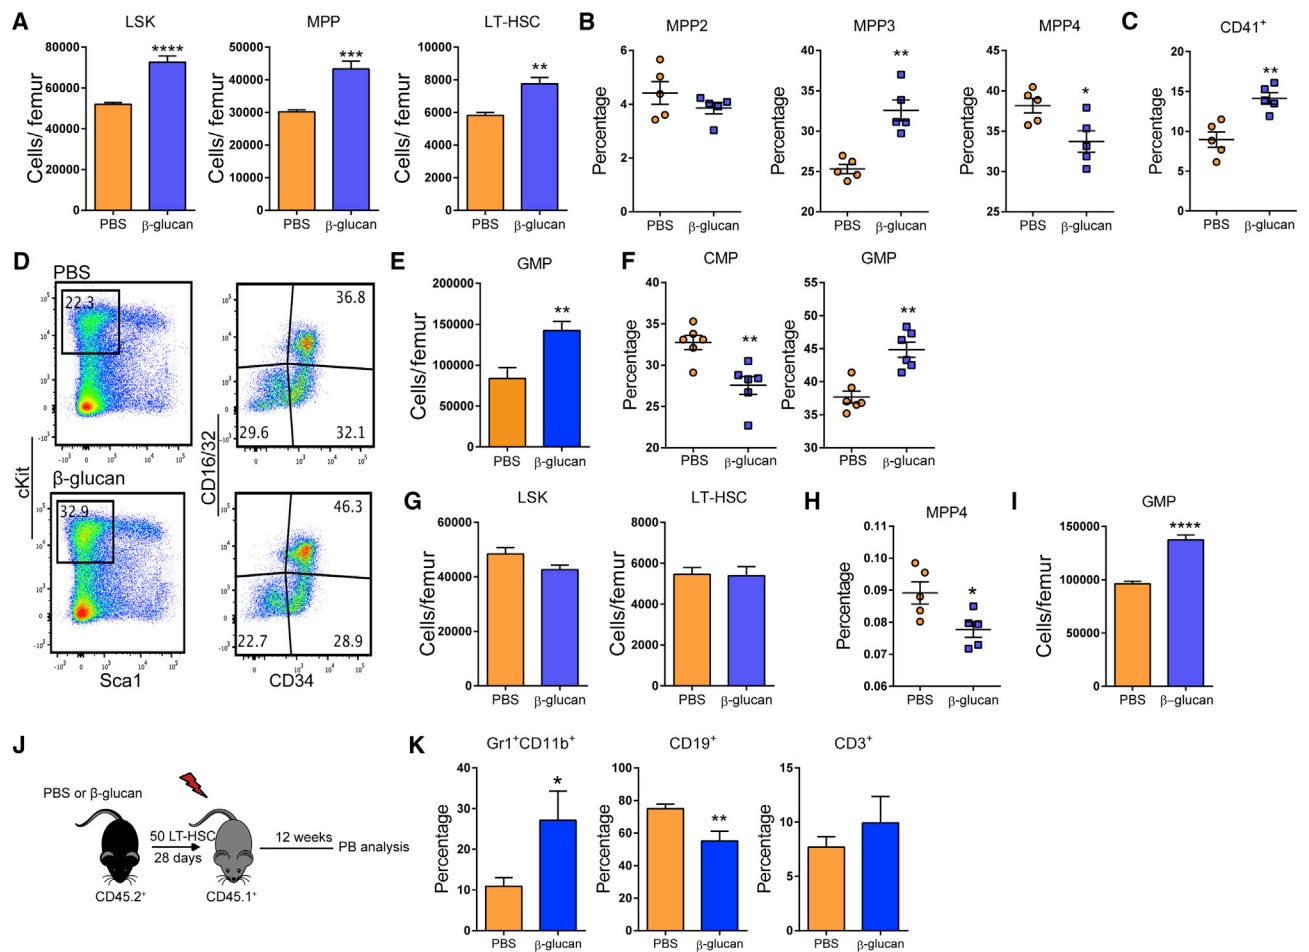 A
LSK
Cells/ femur
80000
60000
40000
20000
0
PBS
β-glucan
****
MPP
Cells/ femur
50000
40000
30000
20000
10000
0
PBS
β-glucan
***
LT-HSC
Cells/ femur
10000
8000
6000
4000
2000
0
PBS
β-glucan
**
B
MPP2
Percentage
6
4
2
0
PBS
β-glucan
MPP3
Percentage
40
35
30
25
20
PBS
β-glucan
**
MPP4
Percentage
40
35
30
25
PBS
β-glucan
*
C
CD41⁺
Percentage
20
15
10
5
0
PBS
β-glucan
**
D
PBS
22.3
36.8
29.6
32.1
β-glucan
32.9
46.3
22.7
28.9
cKit
CD16/32
Sca1
CD34
E
GMP
Cells/femur
200000
150000
100000
50000
0
PBS
β-glucan
**
F
CMP
Percentage
40
35
30
25
20
PBS
β-glucan
**
GMP
Percentage
55
50
45
40
35
30
PBS
β-glucan
**
G
LSK
Cells/femur
60000
40000
20000
0
PBS
β-glucan
LT-HSC
Cells/femur
8000
6000
4000
2000
0
PBS
β-glucan
H
MPP4
Percentage
0.11
0.10
0.09
0.08
0.07
0.06
PBS
β-glucan
*
I
GMP
Cells/femur
150000
100000
50000
0
PBS
β-glucan
****
J
PBS or β-glucan
50 LT-HSC
28 days
12 weeks
PB analysis
CD45.2⁺
CD45.1⁺
K
Gr1⁺CD11b⁺
Percentage
40
30
20
10
0
PBS
β-glucan
*
CD19⁺
Percentage
100
80
60
40
20
0
PBS
β-glucan
**
CD3⁺
Percentage
15
10
5
0
PBS
β-glucan